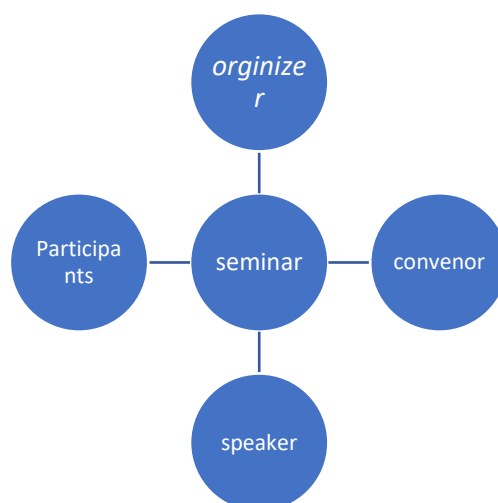 orginize
r
Participa
nts
seminar
convenor
speaker